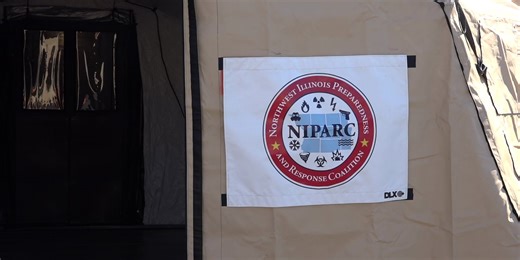 NORTHWEST ILLINOIS PREPAREDNESS
NIPARC
AND RESPONSE COALITION
DLX